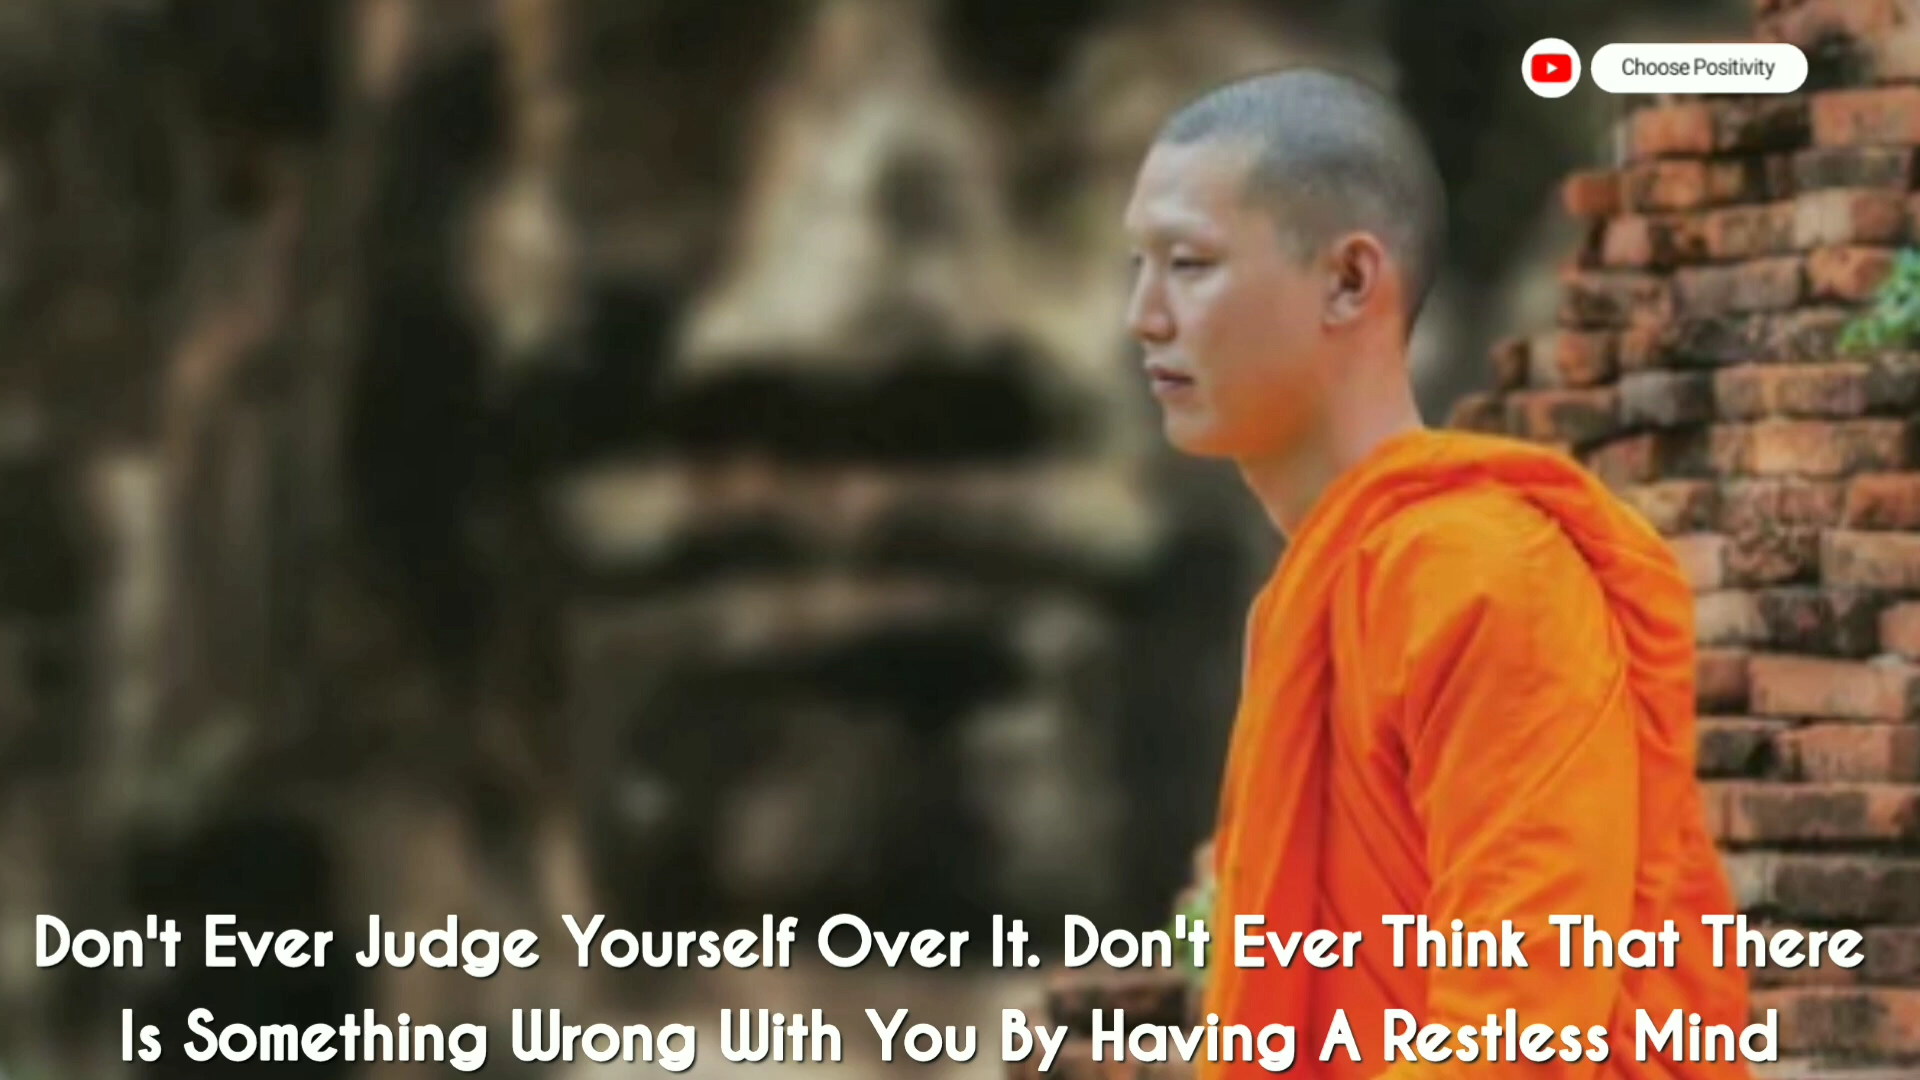 Choose Positivity
Don't Ever Judge Yourself Over It. Don't Ever Think That There
Is Something Wrong With You By Having A Restless Mind